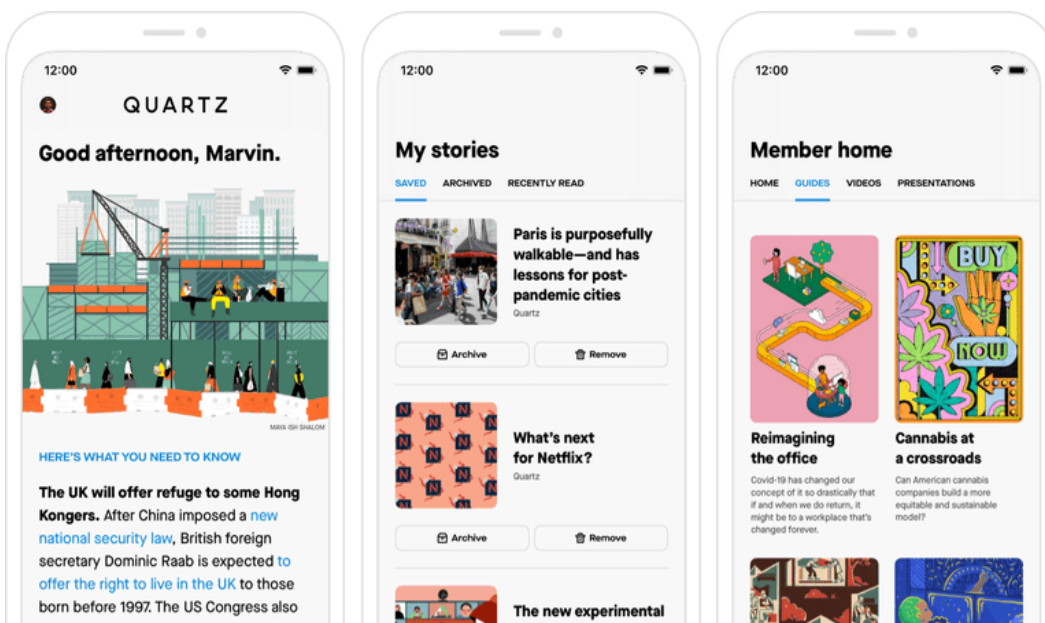 12:00
QUARTZ
Good afternoon, Marvin.
MAYA ISH SHALOM
HERE'S WHAT YOU NEED TO KNOW
The UK will offer refuge to some Hong
Kongers. After China imposed a new
national security law, British foreign
secretary Dominic Raab is expected to
offer the right to live in the UK to those
born before 1997. The US Congress also
12:00
My stories
SAVED ARCHIVED RECENTLY READ
Paris is purposefully
walkable—and has
lessons for post-
pandemic cities
Quartz
Archive Remove
N N N
N N
N N N
N N
What's next
for Netflix?
Quartz
Archive Remove
The new experimental
12:00
Member home
HOME GUIDES VIDEOS PRESENTATIONS
BUY
NOW
Reimagining
the office
Covid-19 has changed our
concept of it so drastically that
if and when we do return, it
might be to a workplace that's
changed forever.
Cannabis at
a crossroads
Can American cannabis
companies build a more
equitable and sustainable
model?